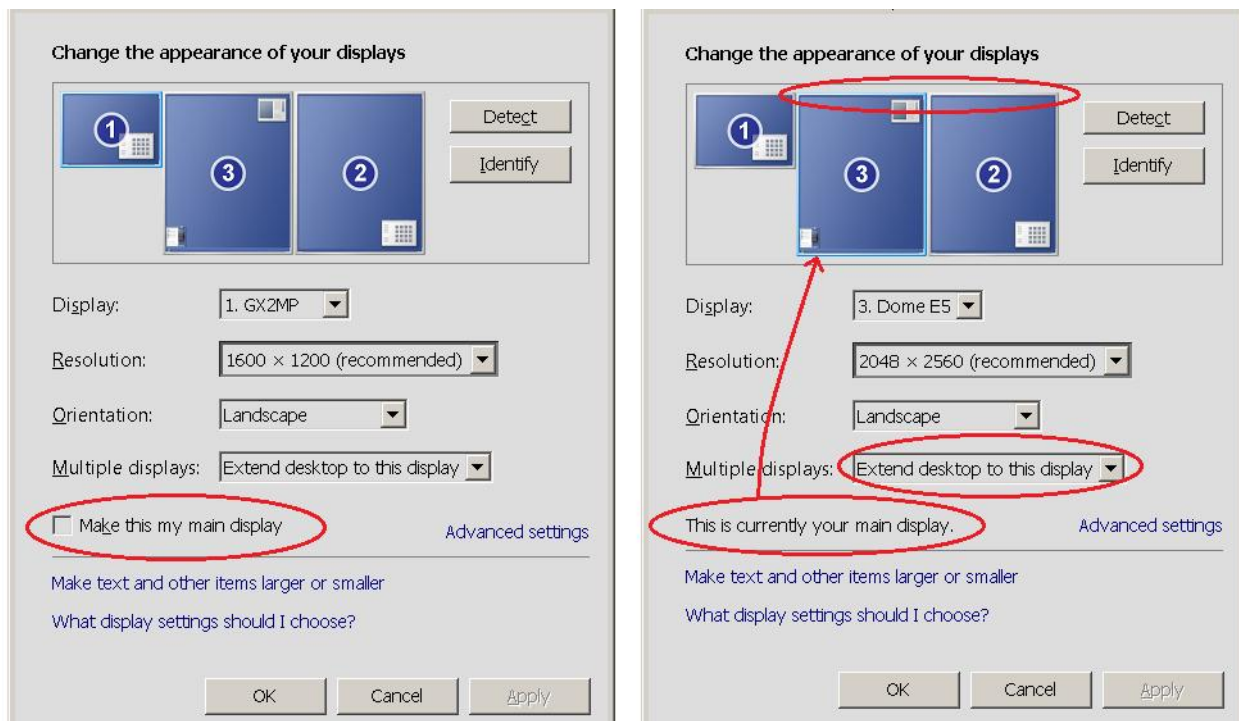 Change the appearance of your displays
1
3
2
Detect
Identify
Display:
1. GX2MP
Resolution:
1600 × 1200 (recommended)
Orientation:
Landscape
Multiple displays:
Extend desktop to this display
Make this my main display
Advanced settings
Make text and other items larger or smaller
What display settings should I choose?
OK
Cancel
Apply
Change the appearance of your displays
1
3
2
Detect
Identify
Display:
3. Dome E5
Resolution:
2048 × 2560 (recommended)
Orientation:
Landscape
Multiple displays:
Extend desktop to this display
This is currently your main display.
Advanced settings
Make text and other items larger or smaller
What display settings should I choose?
OK
Cancel
Apply